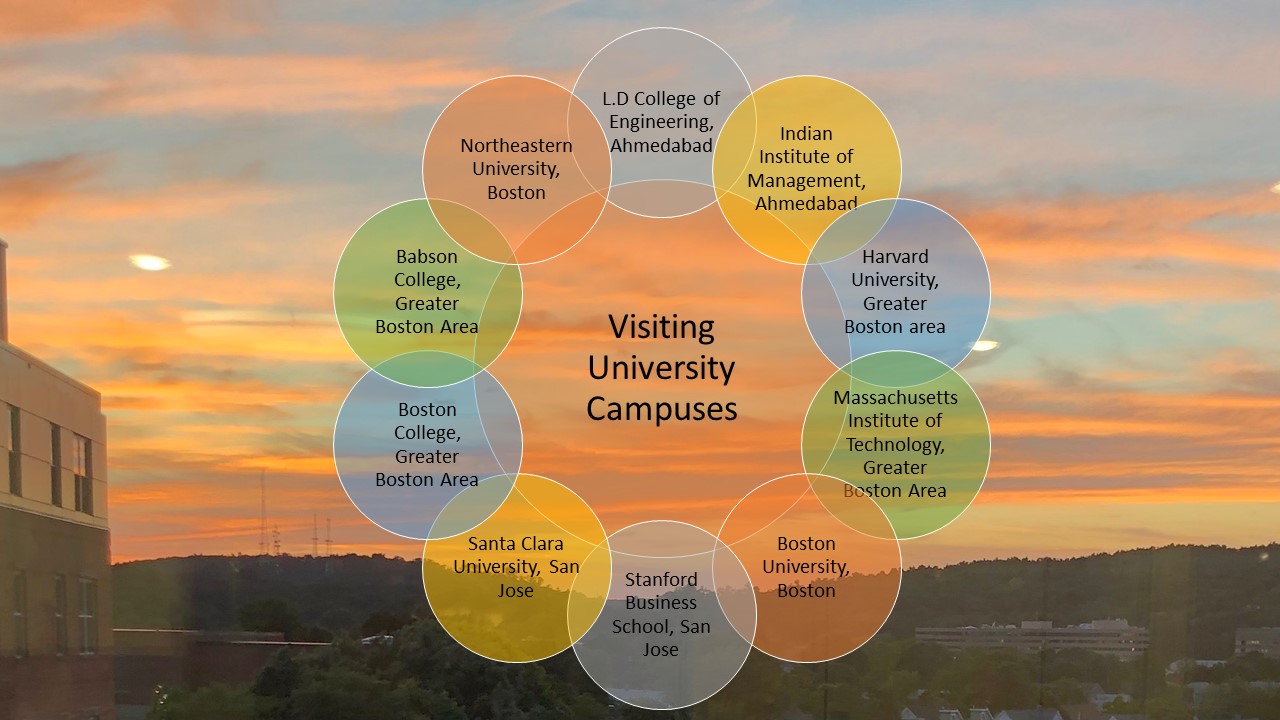 L.D College of
Engineering,
Ahmedabad
Indian
Institute of
Management,
Ahmedabad
Harvard
University,
Greater
Boston area
Massachusetts
Institute of
Technology,
Greater
Boston Area
Boston
University,
Boston
Stanford
Business
School, San
Jose
Santa Clara
University, San
Jose
Boston
College,
Greater
Boston Area
Babson
College,
Greater
Boston Area
Northeastern
University,
Boston
Visiting
University
Campuses